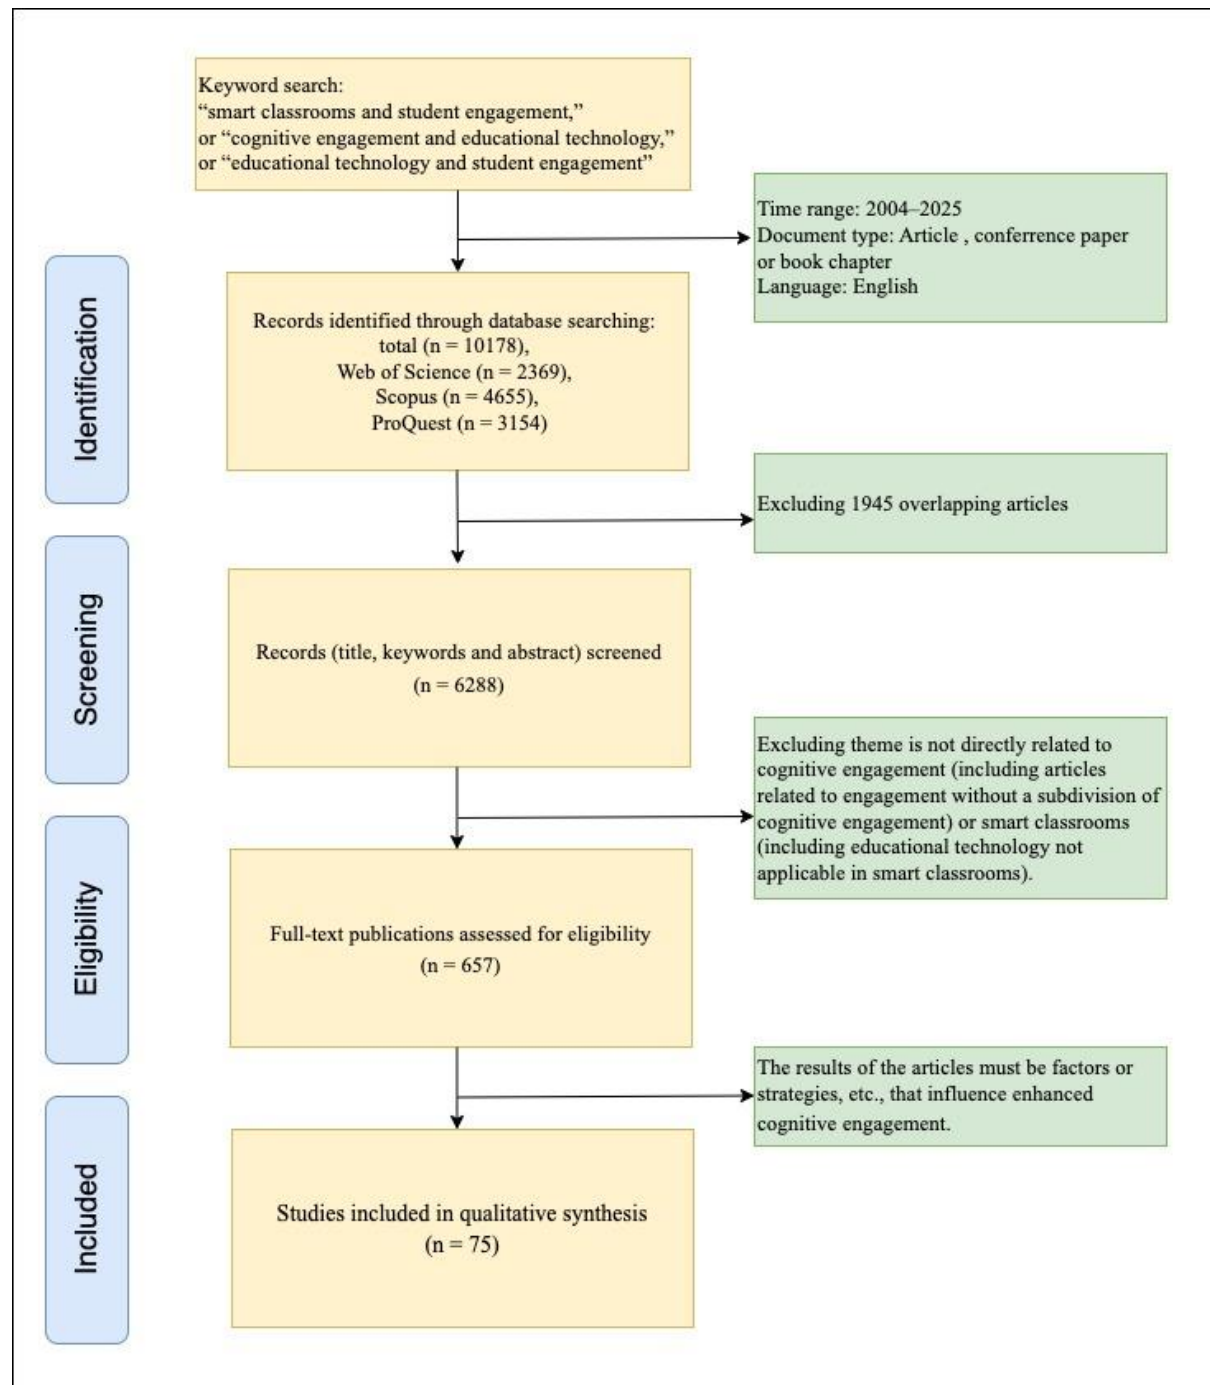 Keyword search:
“smart classrooms and student engagement,”
or “cognitive engagement and educational technology,”
or “educational technology and student engagement”
Time range: 2004–2025
Document type: Article , conferrence paper
or book chapter
Language: English
Identification
Records identified through database searching:
total (n = 10178),
Web of Science (n = 2369),
Scopus (n = 4655),
ProQuest (n = 3154)
Excluding 1945 overlapping articles
Screening
Records (title, keywords and abstract) screened
(n = 6288)
Excluding theme is not directly related to
cognitive engagement (including articles
related to engagement without a subdivision of
cognitive engagement) or smart classrooms
(including educational technology not
applicable in smart classrooms).
Eligibility
Full-text publications assessed for eligibility
(n = 657)
The results of the articles must be factors or
strategies, etc., that influence enhanced
cognitive engagement.
Included
Studies included in qualitative synthesis
(n = 75)